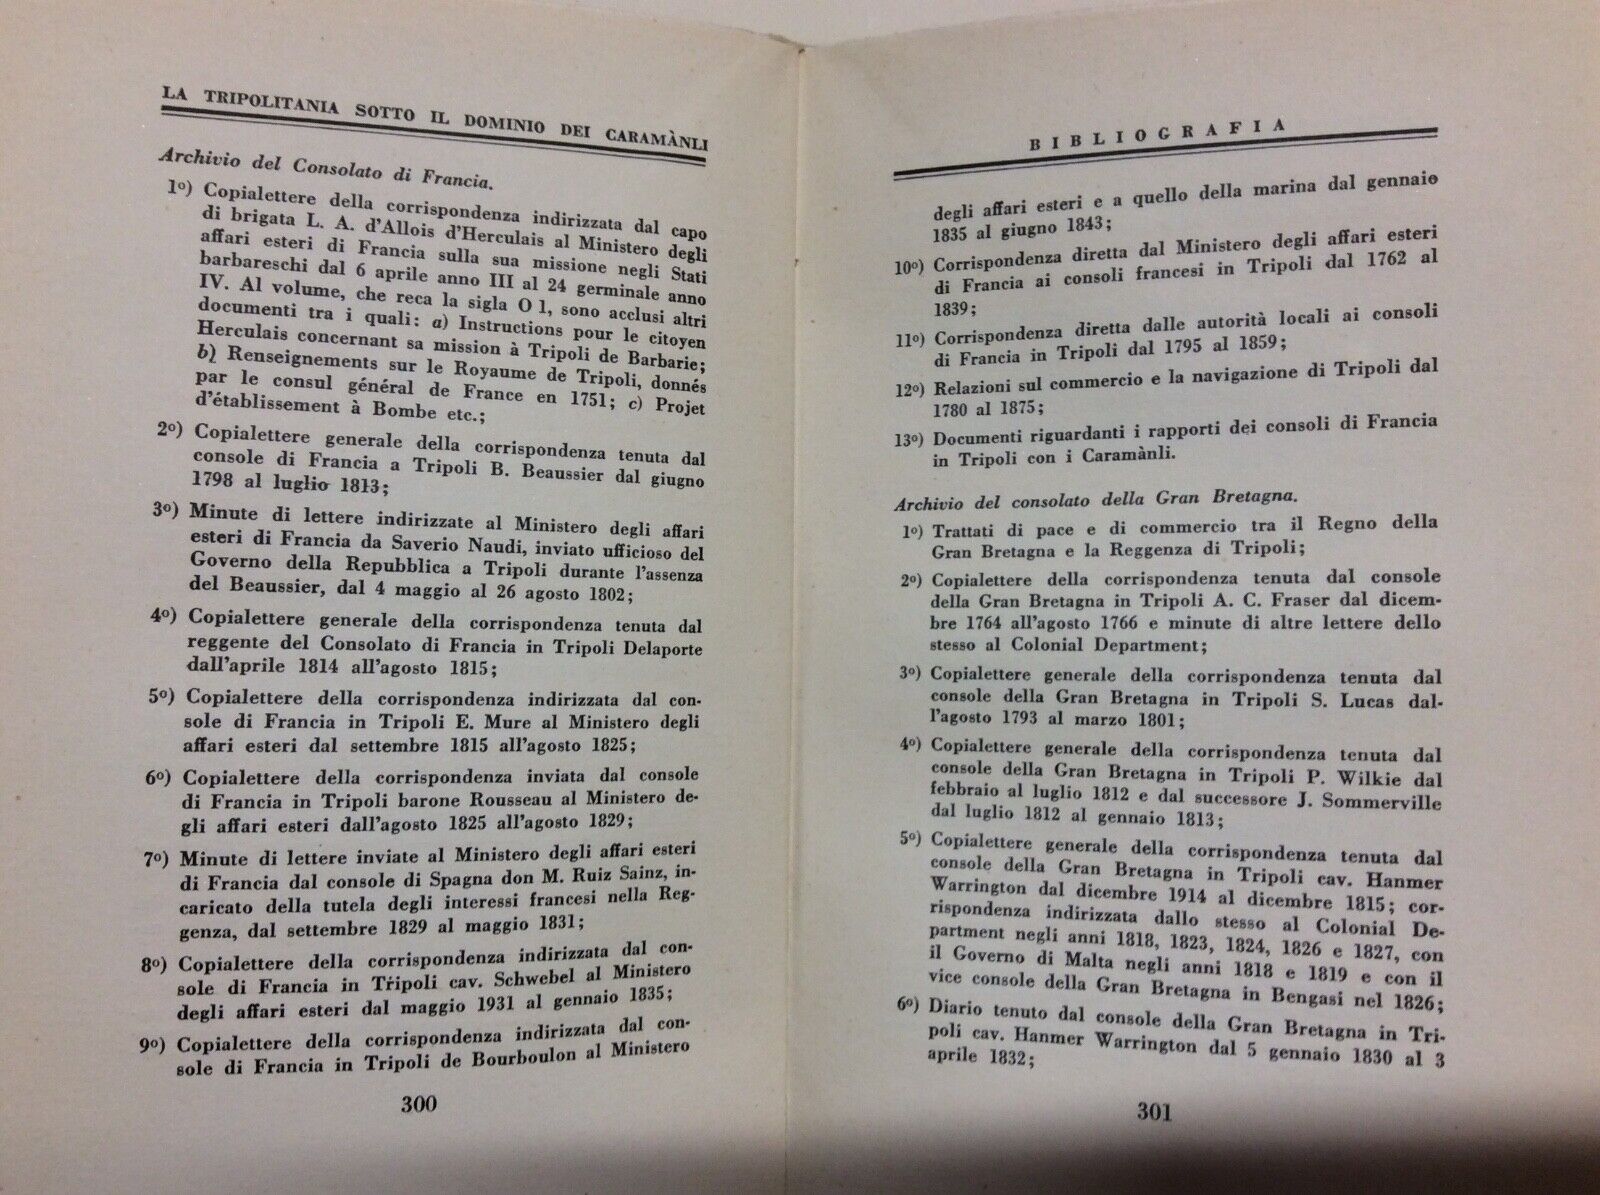 LA TRIPOLITANIA SOTTO IL DOMINIO DEI CARAMÀNLI
Archivio del Consolato di Francia.
1º) Copialettere della corrispondenza indirizzata dal capo
di brigata L. A. d'Allois d'Herculais al Ministero degli
affari esteri di Francia sulla sua missione negli Stati
barbareschi dal 6 aprile anno III al 24 germinale anno
IV. Al volume, che reca la sigla O 1, sono acclusi altri
documenti tra i quali: a) Instructions pour le citoyen
Herculais concernant sa mission à Tripoli de Barbarie;
b) Renseignements sur le Royaume de Tripoli, donnés
par le consul général de France en 1751; c) Projet
d'établissement à Bombe etc.;
2º) Copialettere generale della corrispondenza tenuta dal
console di Francia a Tripoli B. Beaussier dal giugno
1798 al luglio 1813;
3º) Minute di lettere indirizzate al Ministero degli affari
esteri di Francia da Saverio Naudi, inviato ufficioso del
Governo della Repubblica a Tripoli durante l'assenza
del Beaussier, dal 4 maggio al 26 agosto 1802;
4º) Copialettere generale della corrispondenza tenuta dal
reggente del Consolato di Francia in Tripoli Delaporte
dall'aprile 1814 all'agosto 1815;
5º) Copialettere della corrispondenza indirizzata dal con-
sole di Francia in Tripoli E. Mure al Ministero degli
affari esteri dal settembre 1815 all'agosto 1825;
6º) Copialettere della corrispondenza inviata dal console
di Francia in Tripoli barone Rousseau al Ministero de-
gli affari esteri dall'agosto 1825 all'agosto 1829;
7º) Minute di lettere inviate al Ministero degli affari esteri
di Francia dal console di Spagna don M. Ruiz Sainz, in-
caricato della tutela degli interessi francesi nella Reg-
genza, dal settembre 1829 al maggio 1831;
8º) Copialettere della corrispondenza indirizzata dal con-
sole di Francia in Tripoli cav. Schwebel al Ministero
degli affari esteri dal maggio 1931 al gennaio 1835;
9º) Copialettere della corrispondenza indirizzata dal con-
sole di Francia in Tripoli de Bourboulon al Ministero
300
BIBLIOGRAFIA
degli affari esteri e a quello della marina dal gennaio
1835 al giugno 1843;
10º) Corrispondenza diretta dal Ministero degli affari esteri
di Francia ai consoli francesi in Tripoli dal 1762 al
1839;
11º) Corrispondenza diretta dalle autorità locali ai consoli
di Francia in Tripoli dal 1795 al 1859;
12º) Relazioni sul commercio e la navigazione di Tripoli dal
1780 al 1875;
13º) Documenti riguardanti i rapporti dei consoli di Francia
in Tripoli con i Caramànli.
Archivio del consolato della Gran Bretagna.
1º) Trattati di pace e di commercio tra il Regno della
Gran Bretagna e la Reggenza di Tripoli;
2º) Copialettere della corrispondenza tenuta dal console
della Gran Bretagna in Tripoli A. C. Fraser dal dicem-
bre 1764 all'agosto 1766 e minute di altre lettere dello
stesso al Colonial Department;
3º) Copialettere generale della corrispondenza tenuta dal
console della Gran Bretagna in Tripoli S. Lucas dal-
l'agosto 1793 al marzo 1801;
4º) Copialettere generale della corrispondenza tenuta dal
console della Gran Bretagna in Tripoli P. Wilkie dal
febbraio al luglio 1812 e dal successore J. Sommerville
dal luglio 1812 al gennaio 1813;
5º) Copialettere generale della corrispondenza tenuta dal
console della Gran Bretagna in Tripoli cav. Hanmer
Warrington dal dicembre 1914 al dicembre 1815; cor-
rispondenza indirizzata dallo stesso al Colonial De-
partment negli anni 1818, 1823, 1824, 1826 e 1827, con
il Governo di Malta negli anni 1818 e 1819 e con il
vice console della Gran Bretagna in Bengasi nel 1826;
6º) Diario tenuto dal console della Gran Bretagna in Tri-
poli cav. Hanmer Warrington dal 5 gennaio 1830 al 3
aprile 1832;
301